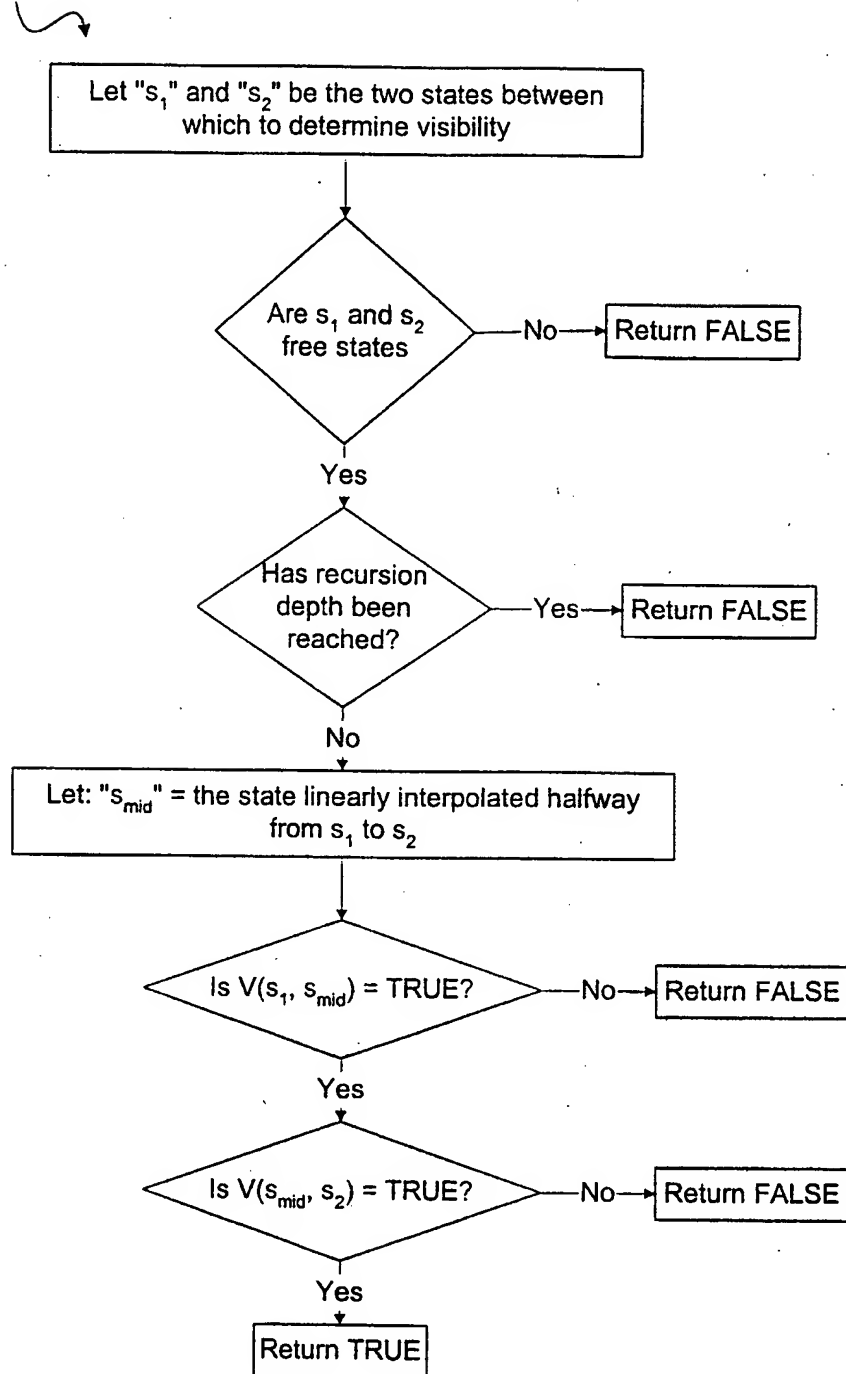 Let "s₁" and "s₂" be the two states between
which to determine visibility
Are s₁ and s₂
free states
No
Return FALSE
Yes
Has recursion
depth been
reached?
Yes
Return FALSE
No
Let: "s_mid" = the state linearly interpolated halfway
from s₁ to s₂
Is V(s₁, s_mid) = TRUE?
No
Return FALSE
Yes
Is V(s_mid, s₂) = TRUE?
No
Return FALSE
Yes
Return TRUE